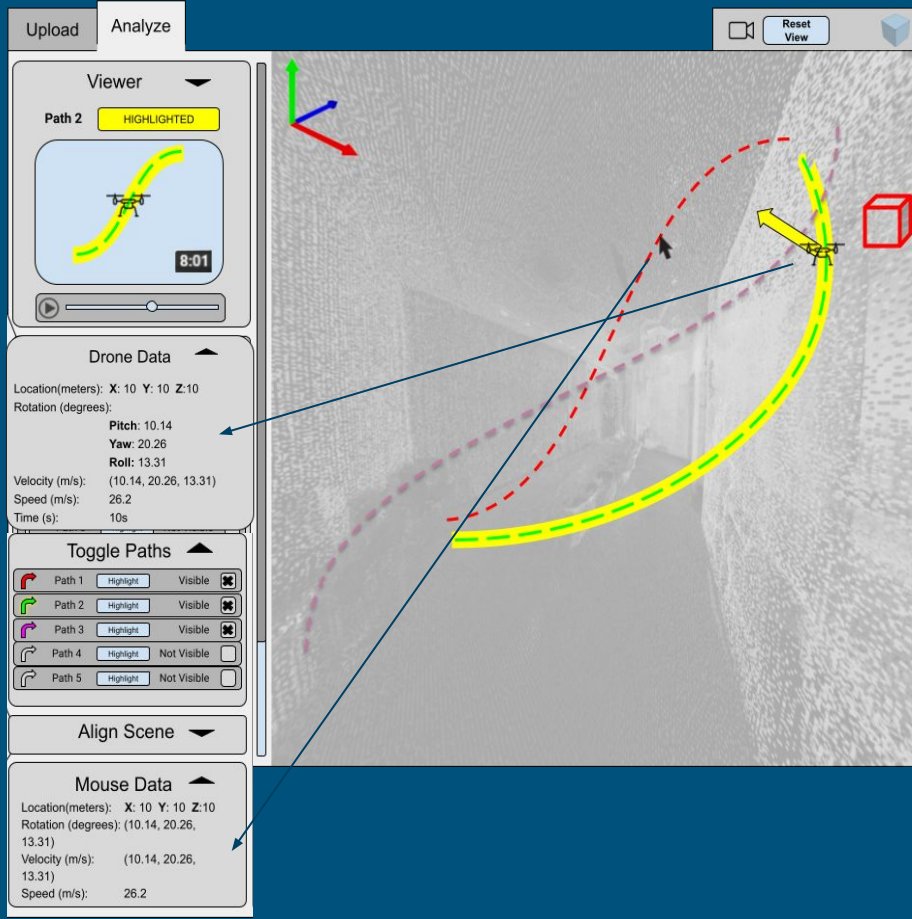 Upload
Analyze
Reset
View
Viewer
Path 2 HIGHLIGHTED
8:01
Drone Data
Location(meters): X: 10 Y: 10 Z:10
Rotation (degrees):
Pitch: 10.14
Yaw: 20.26
Roll: 13.31
Velocity (m/s): (10.14, 20.26, 13.31)
Speed (m/s): 26.2
Time (s): 10s
Toggle Paths
Path 1 Highlight Visible
Path 2 Highlight Visible
Path 3 Highlight Visible
Path 4 Highlight Not Visible
Path 5 Highlight Not Visible
Align Scene
Mouse Data
Location(meters): X: 10 Y: 10 Z:10
Rotation (degrees): (10.14, 20.26,
13.31)
Velocity (m/s): (10.14, 20.26,
13.31)
Speed (m/s): 26.2